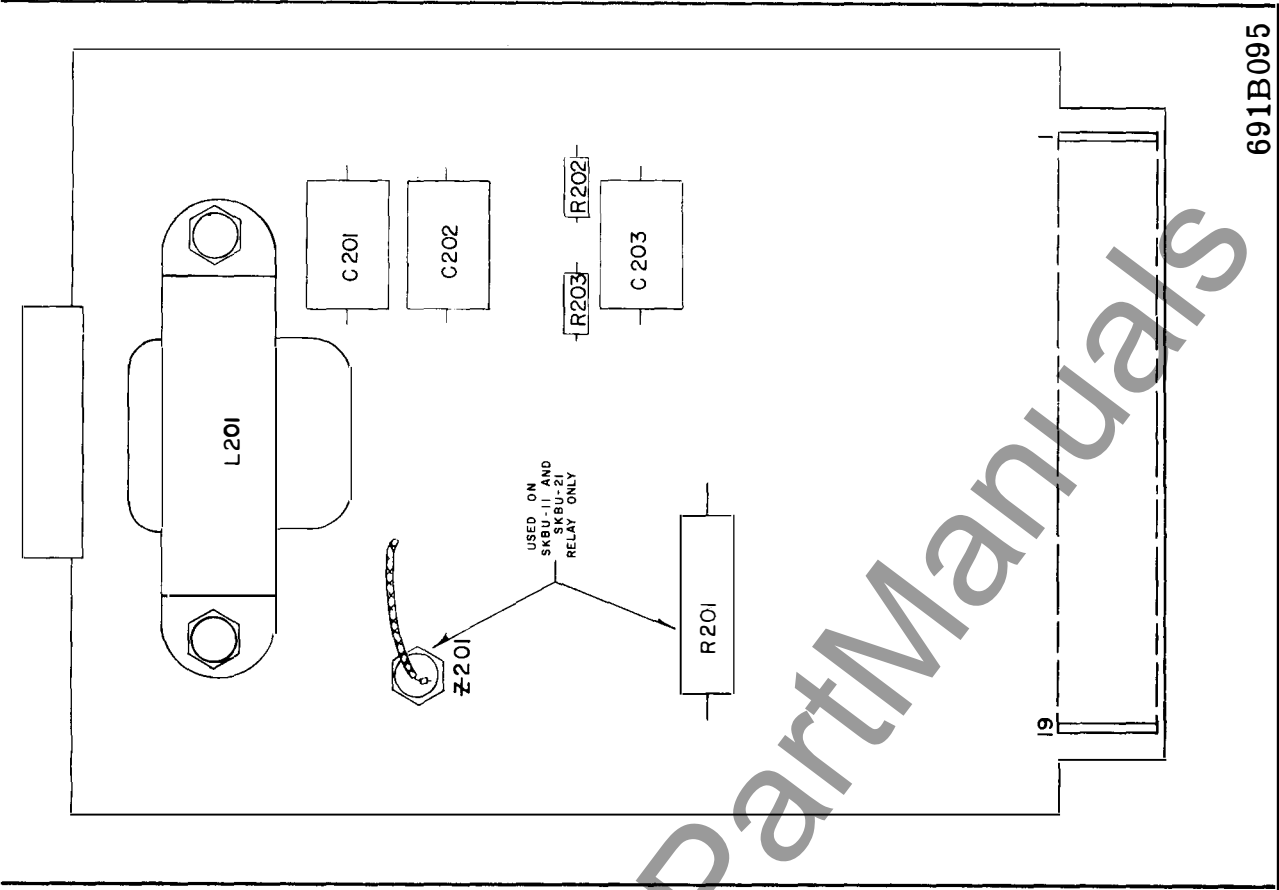 691B095
1
R202
C201
C202
C203
R203
L201
USED ON
SKBU-11 AND
SKBU-21
RELAY ONLY
R201
Z201
19
PartManuals